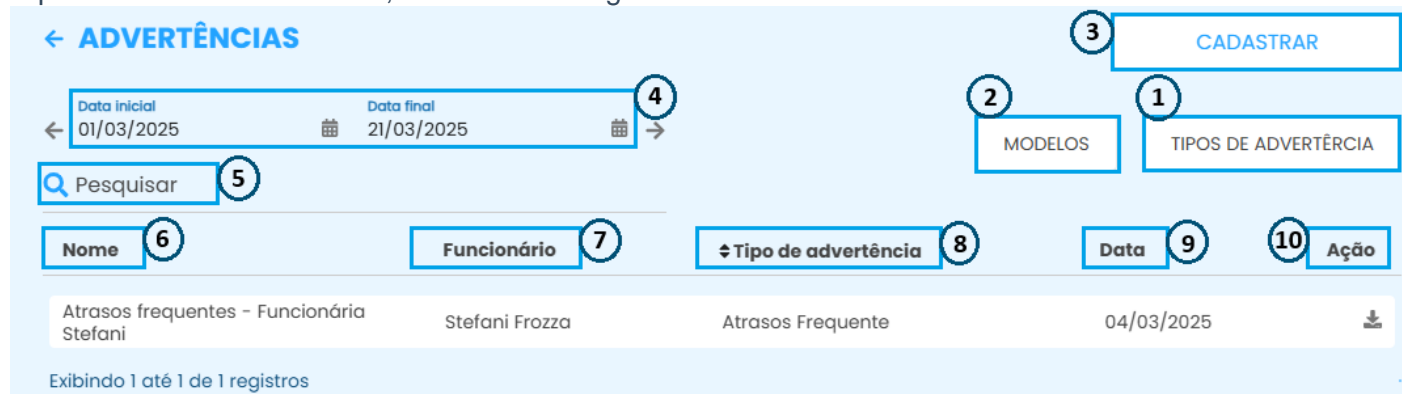 ← ADVERTÊNCIAS
3 CADASTRAR
Data inicial Data final 4
01/03/2025 21/03/2025
2 1
MODELOS TIPOS DE ADVERTÊRCIA
Pesquisar 5
Nome 6 Funcionário 7 Tipo de advertência 8 Data 9 10 Ação
Atrasos frequentes - Funcionária
Stefani Stefani Frozza Atrasos Frequente 04/03/2025
Exibindo 1 até 1 de 1 registros